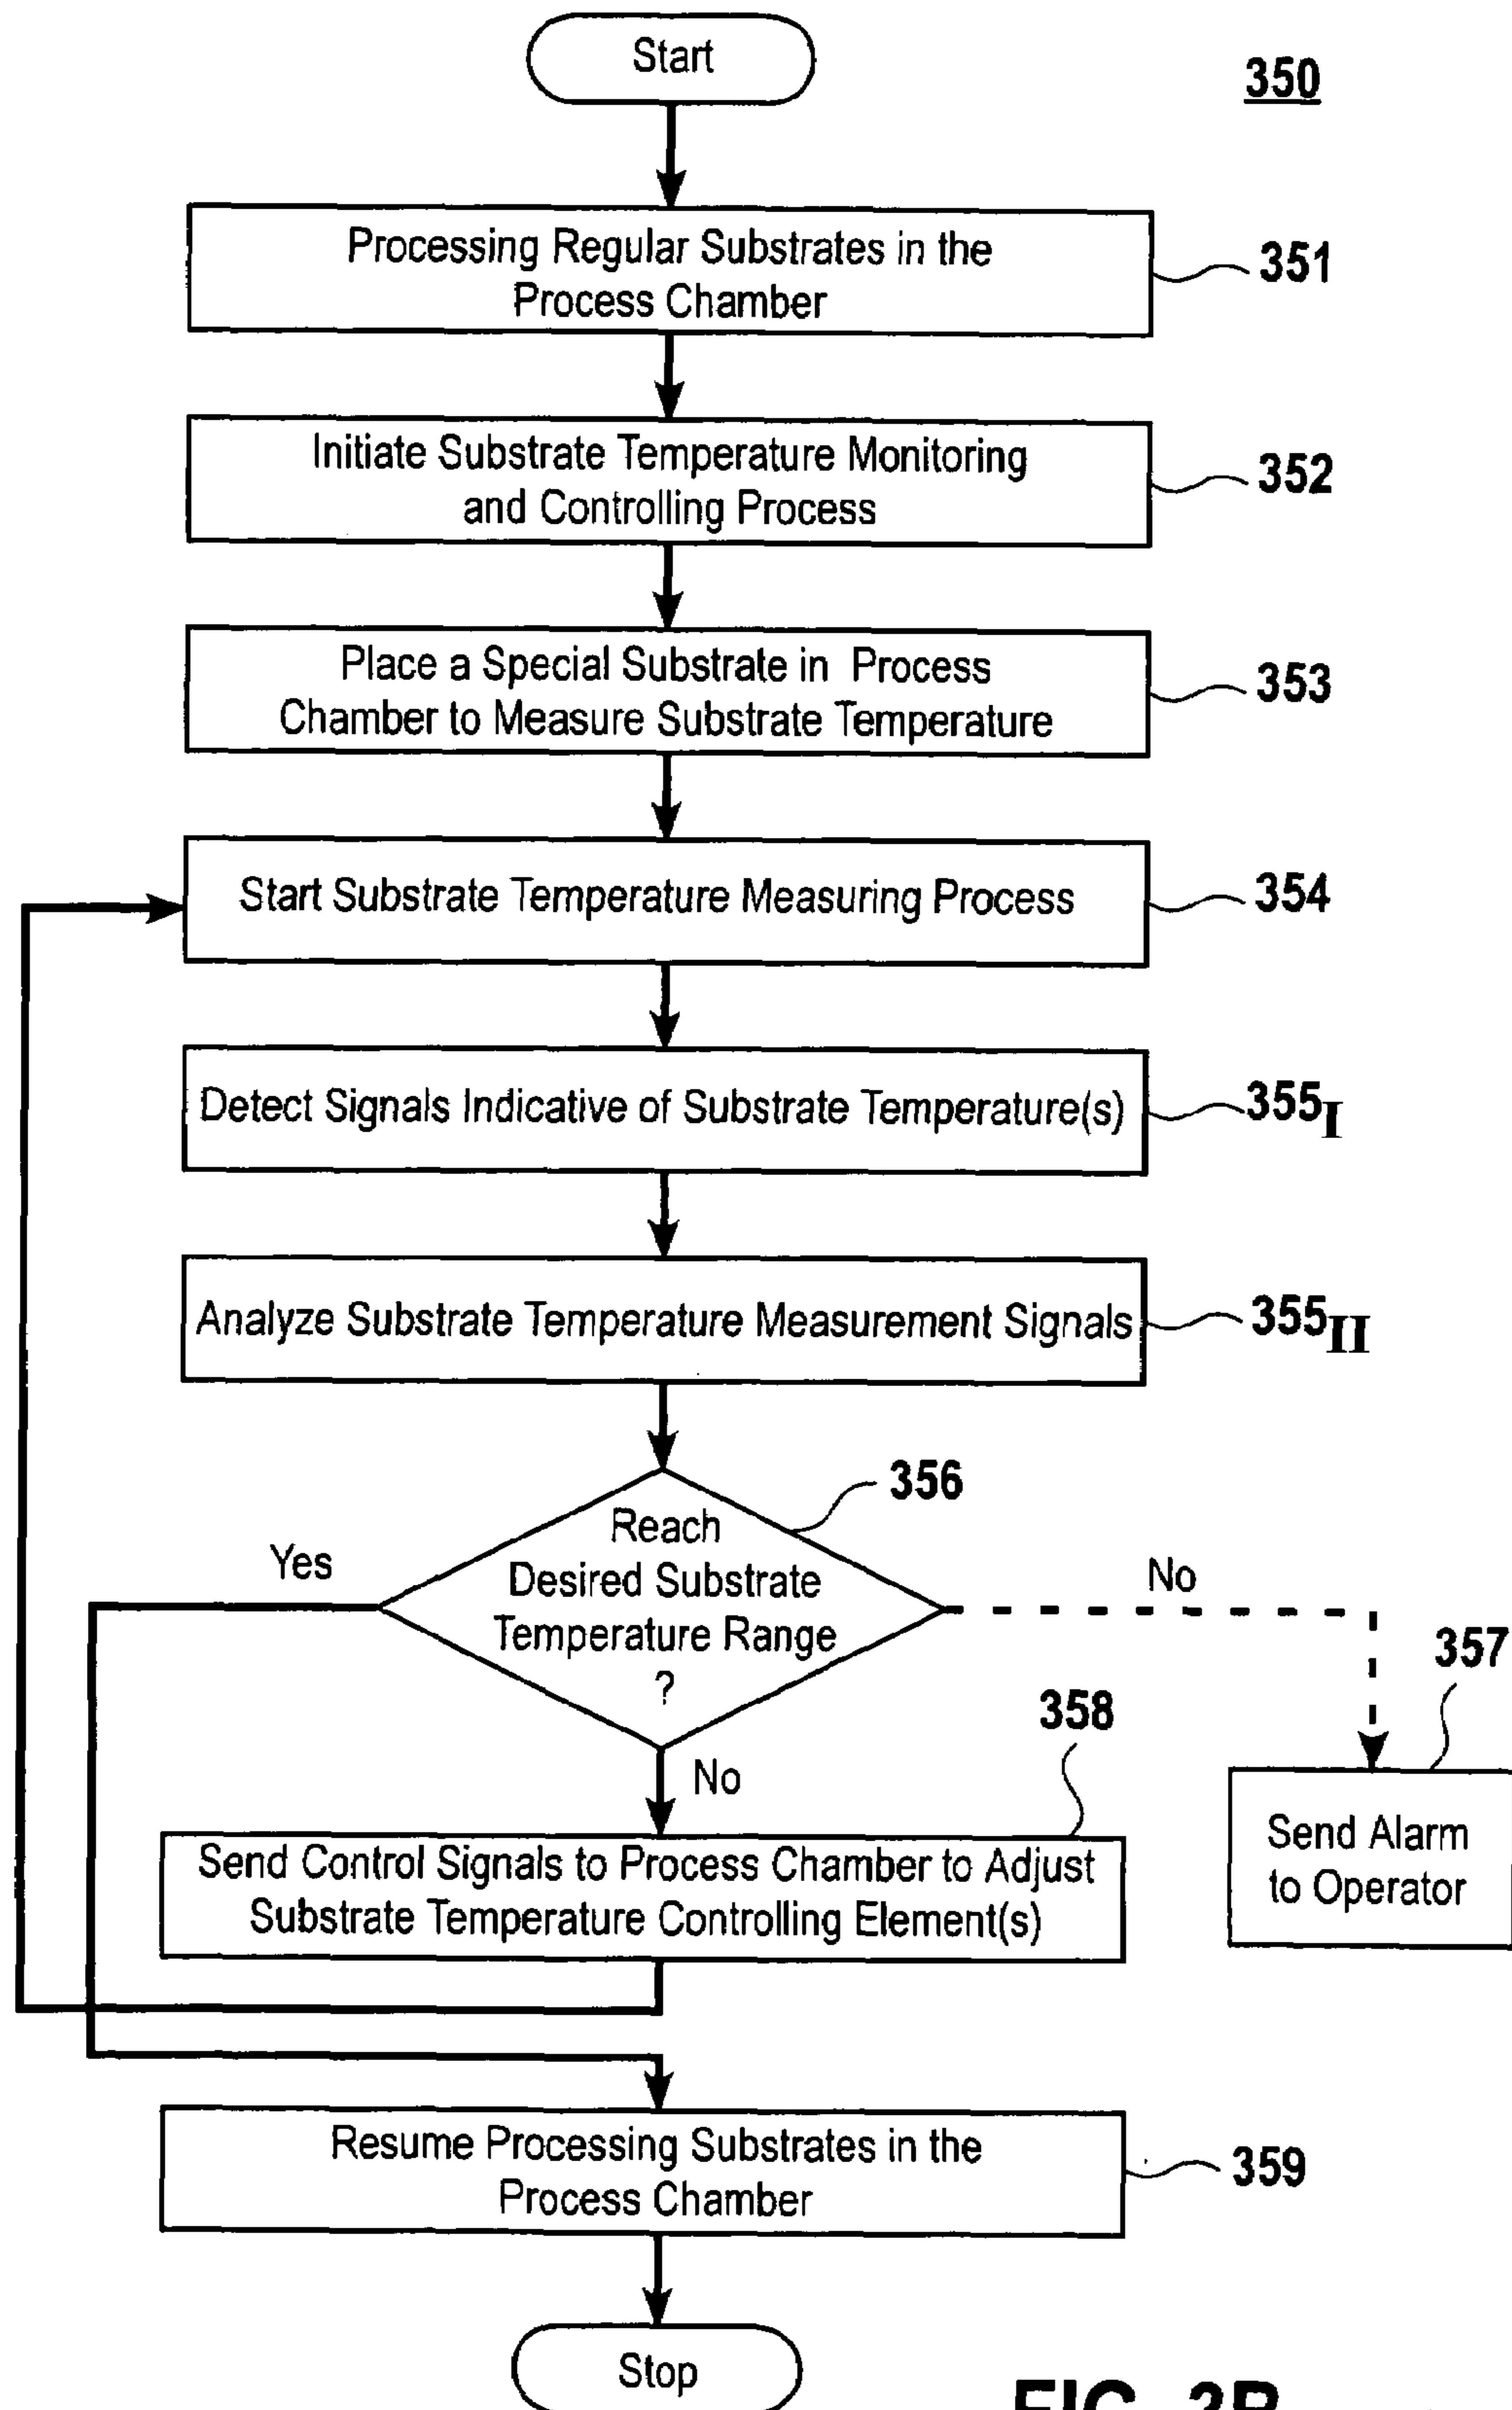 Start
350
Processing Regular Substrates in the
Process Chamber
351
Initiate Substrate Temperature Monitoring
and Controlling Process
352
Place a Special Substrate in Process
Chamber to Measure Substrate Temperature
353
Start Substrate Temperature Measuring Process
354
Detect Signals Indicative of Substrate Temperature(s)
355I
Analyze Substrate Temperature Measurement Signals
355II
356
Reach
Desired Substrate
Temperature Range
?
Yes
No
357
358
No
Send Alarm
to Operator
Send Control Signals to Process Chamber to Adjust
Substrate Temperature Controlling Element(s)
Resume Processing Substrates in the
Process Chamber
359
Stop